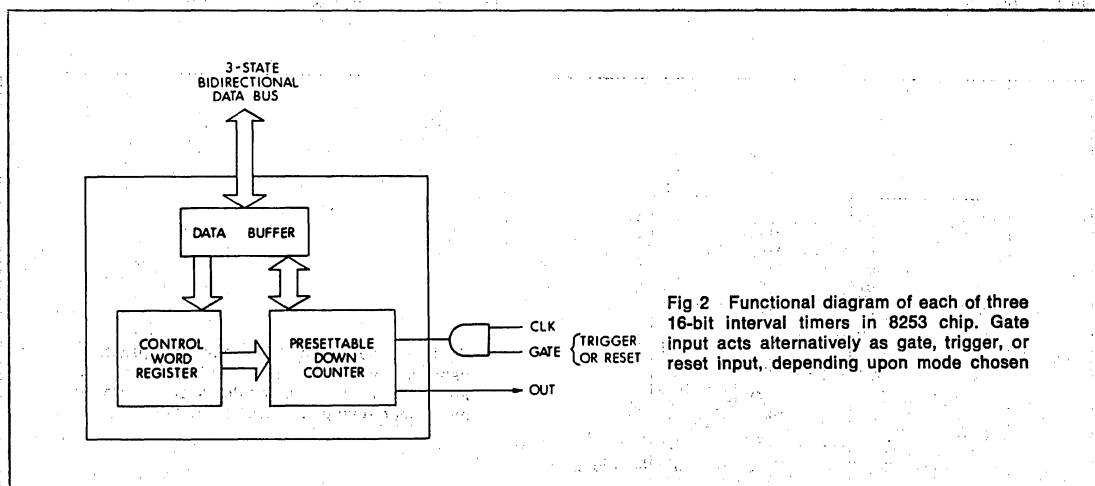 3-STATE
BIDIRECTIONAL
DATA BUS
DATA BUFFER
CONTROL
WORD
REGISTER
PRESETTABLE
DOWN
COUNTER
CLK
GATE { TRIGGER
OR RESET
OUT
Fig 2 Functional diagram of each of three
16-bit interval timers in 8253 chip. Gate
input acts alternatively as gate, trigger, or
reset input, depending upon mode chosen